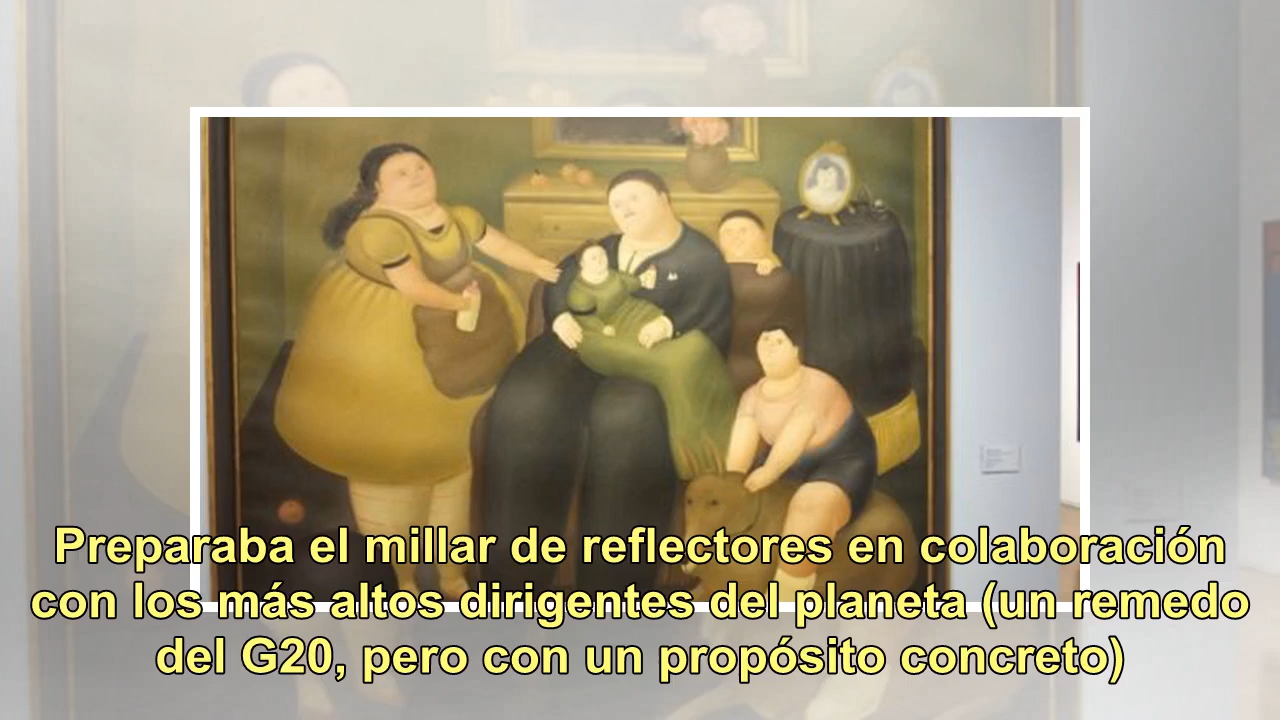 Preparaba el millar de reflectores en colaboración
con los más altos dirigentes del planeta (un remedo
del G20, pero con un propósito concreto)